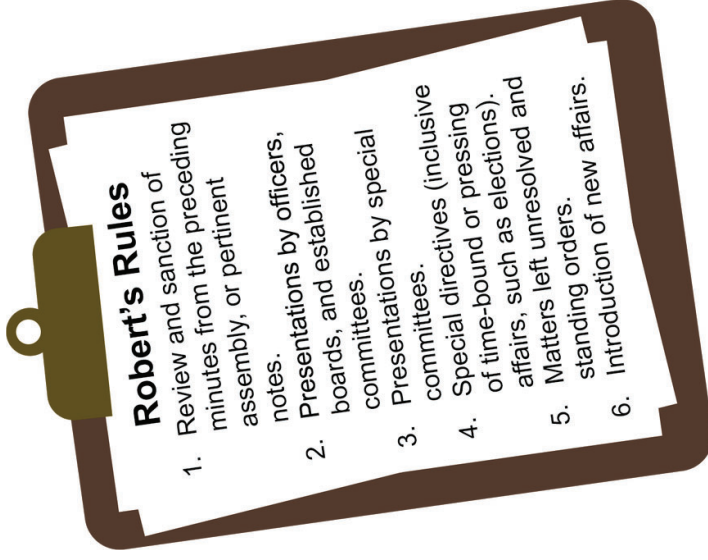 Robert's Rules
1. Review and sanction of
minutes from the preceding
assembly, or pertinent
notes.
2. Presentations by officers,
boards, and established
committees.
3. Presentations by special
committees.
4. Special directives (inclusive
of time-bound or pressing
affairs, such as elections).
5. Matters left unresolved and
standing orders.
6. Introduction of new affairs.